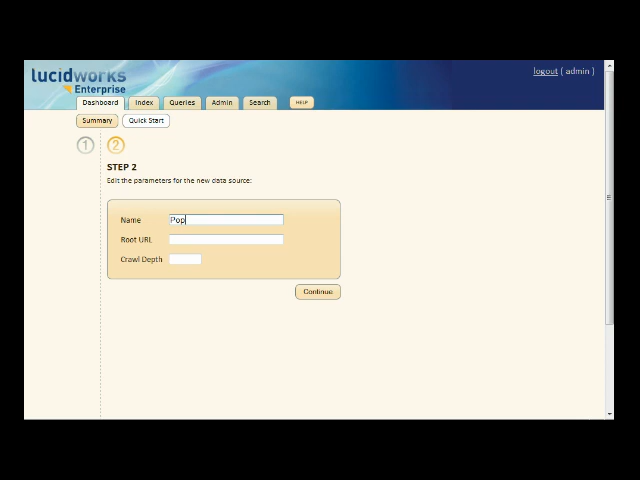 lucidworks
Enterprise
logout ( admin )
Dashboard Index Queries Admin Search HELP
Summary Quick Start
1 2
STEP 2
Edit the parameters for the new data source:
Name Pop
Root URL
Crawl Depth
Continue